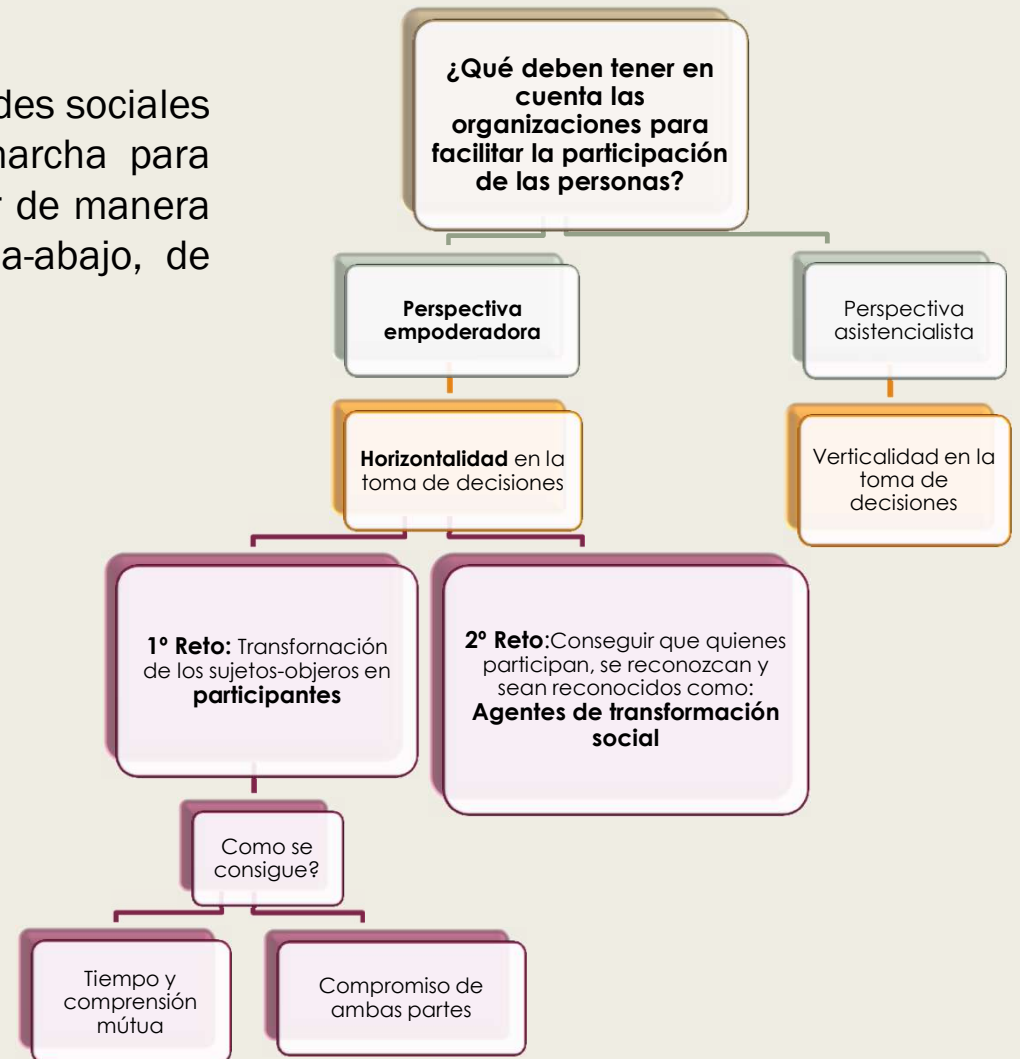 des sociales
narcha para
r de manera
a-abajo, de
¿Qué deben tener en
cuenta las
organizaciones para
facilitar la participación
de las personas?
Perspectiva
empoderadora
Perspectiva
asistencialista
Horizontalidad en la
toma de decisiones
Verticalidad en la
toma de
decisiones
1º Reto: Transfornación
de los sujetos-objeros en
participantes
2º Reto:Conseguir que quienes
participan, se reconozcan y
sean reconocidos como:
Agentes de transformación
social
Como se
consigue?
Tiempo y
comprensión
mútua
Compromiso de
ambas partes